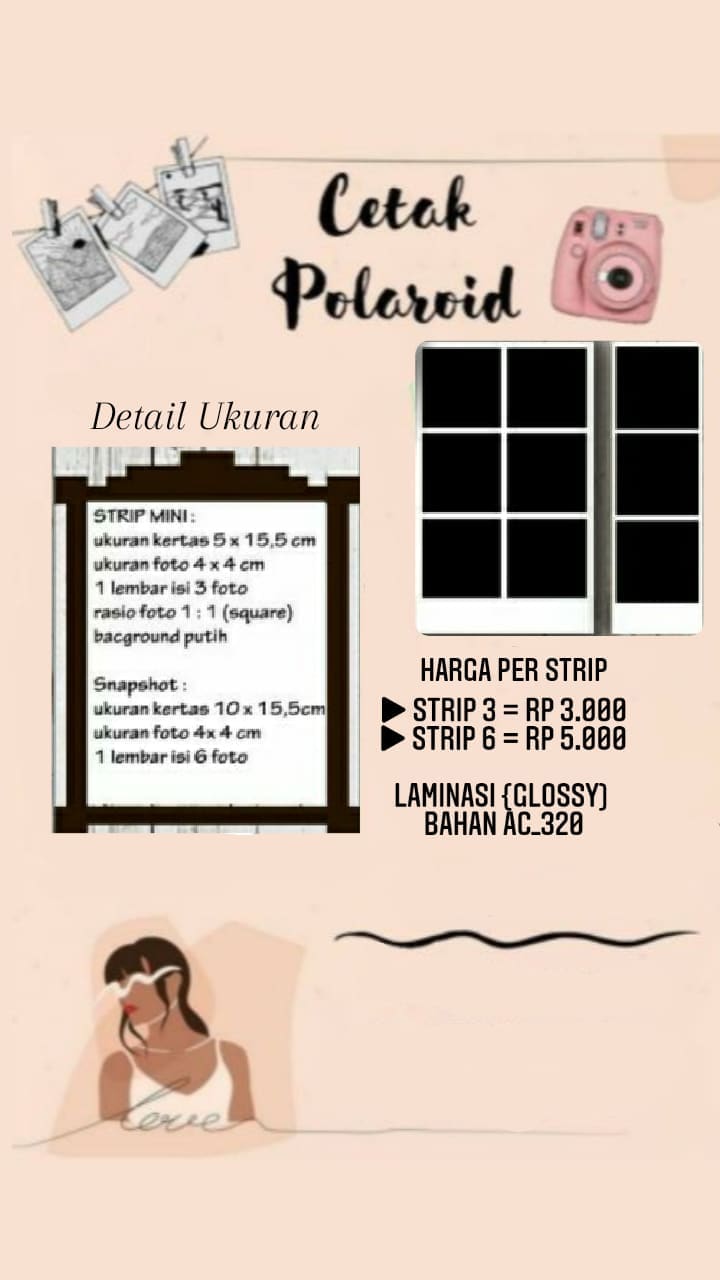 Cetak
Polaroid
Detail Ukuran
STRIP MINI :
ukuran kertas 5 x 15,5 cm
ukuran foto 4 x 4 cm
1 lembar isi 3 foto
rasio foto 1 : 1 (square)
bacground putih
Snapshot :
ukuran kertas 10 x 15,5cm
ukuran foto 4x 4 cm
1 lembar isi 6 foto
HARGA PER STRIP
▶ STRIP 3 = RP 3.000
▶ STRIP 6 = RP 5.000
LAMINASI {GLOSSY)
BAHAN AC_320
love